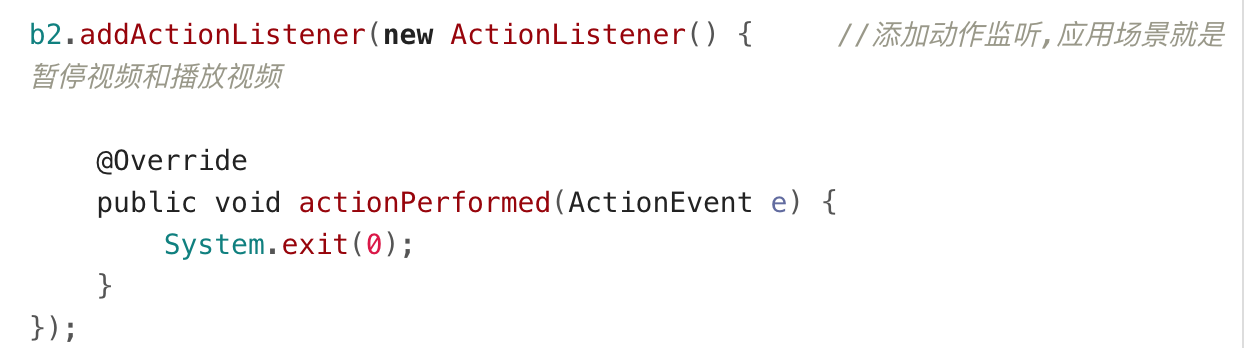 b2.addActionListener(new ActionListener() {     //添加动作监听,应用场景就是
暂停视频和播放视频
    @Override
    public void actionPerformed(ActionEvent e) {
        System.exit(0);
    }
});